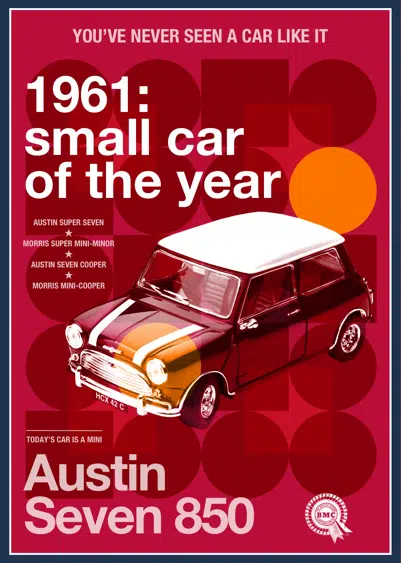 YOU'VE NEVER SEEN A CAR LIKE IT
1961:
small car
of the year
AUSTIN SUPER SEVEN
★
MORRIS SUPER MINI-MINOR
★
AUSTIN SEVEN COOPER
★
MORRIS MINI-COOPER
HCX 42 C
TODAY'S CAR IS A MINI
Austin
Seven 850
BMC